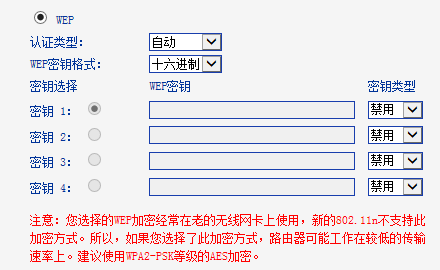 WEP
认证类型: 自动
WEP密钥格式: 十六进制
密钥选择 WEP密钥 密钥类型
密钥 1: 禁用
密钥 2: 禁用
密钥 3: 禁用
密钥 4: 禁用
注意: 您选择的WEP加密经常在老的无线网卡上使用，新的802.11n不支持此
加密方式。所以，如果您选择了此加密方式，路由器可能工作在较低的传输
速率上。建议使用WPA2-PSK等级的AES加密。